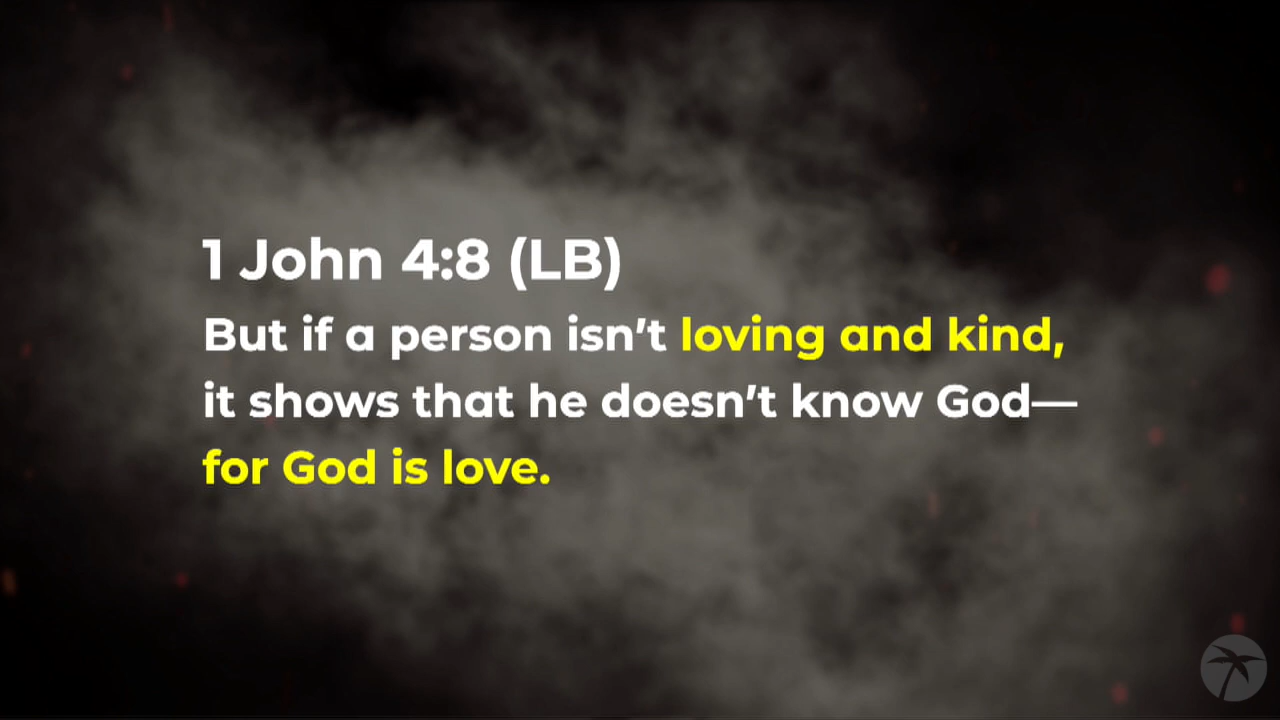 1 John 4:8 (LB)
But if a person isn’t loving and kind,
it shows that he doesn’t know God—
for God is love.